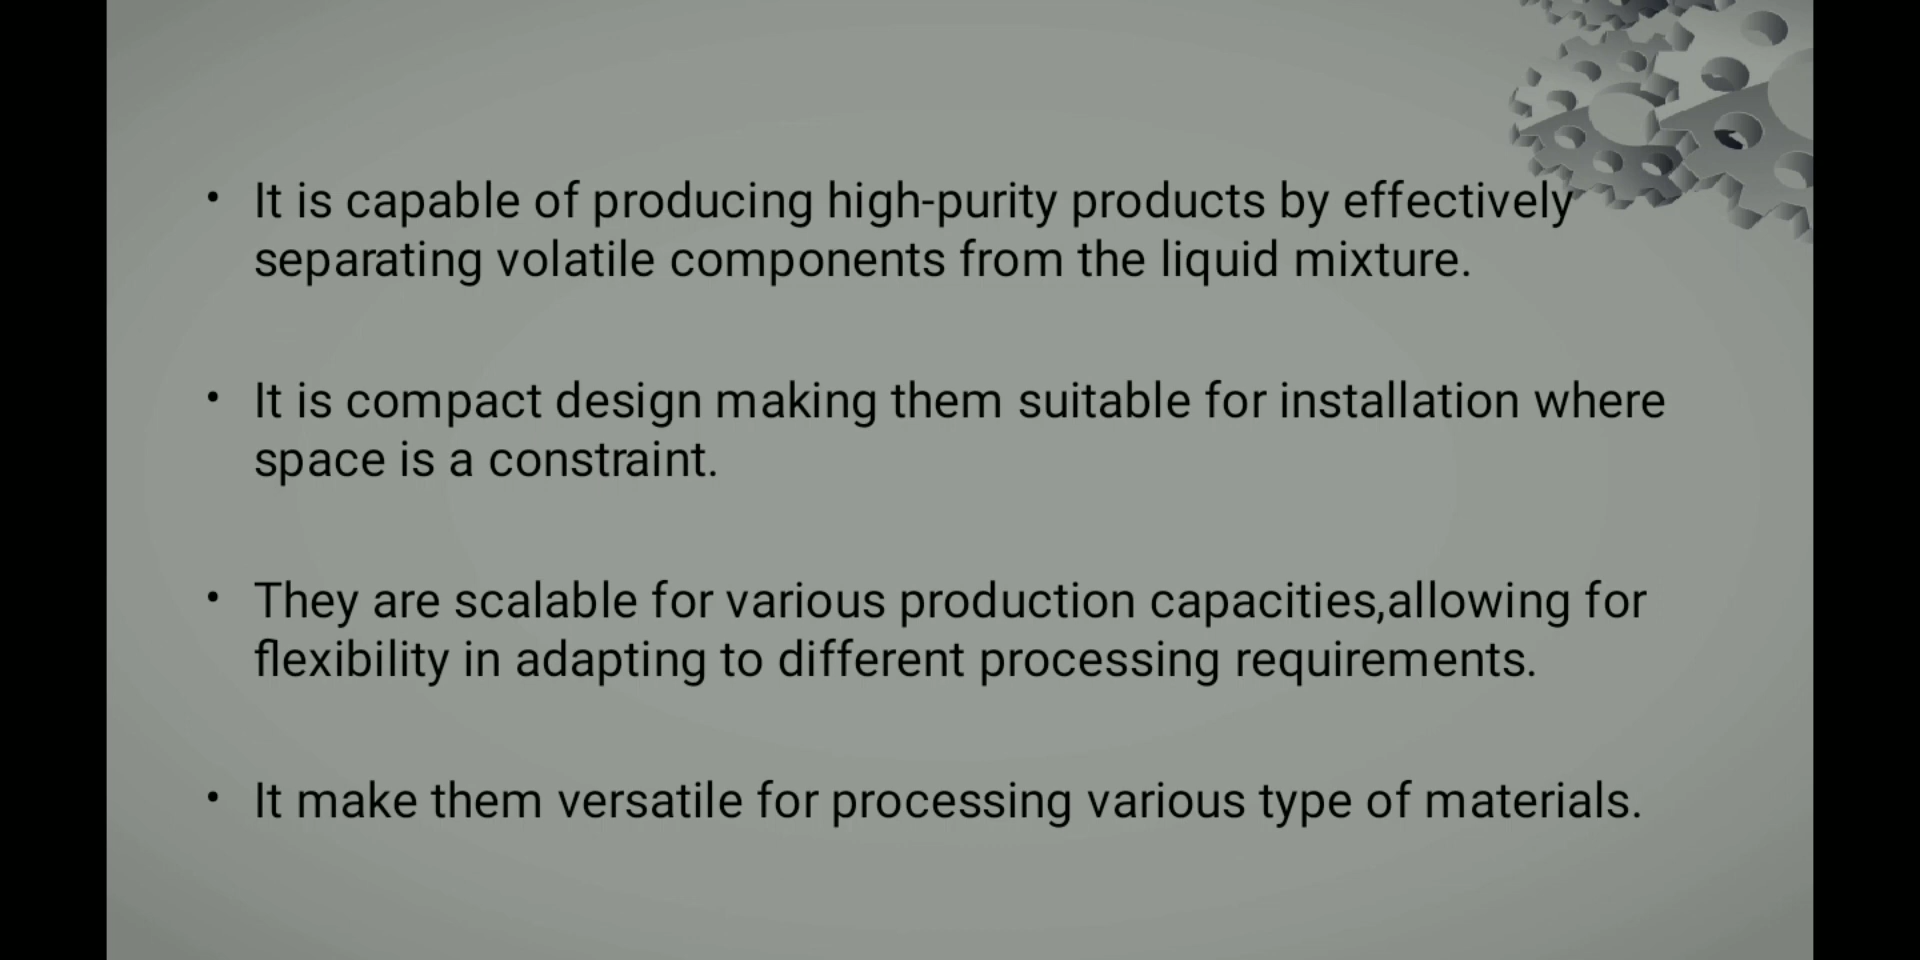 • It is capable of producing high-purity products by effectively
separating volatile components from the liquid mixture.
• It is compact design making them suitable for installation where
space is a constraint.
• They are scalable for various production capacities,allowing for
flexibility in adapting to different processing requirements.
• It make them versatile for processing various type of materials.